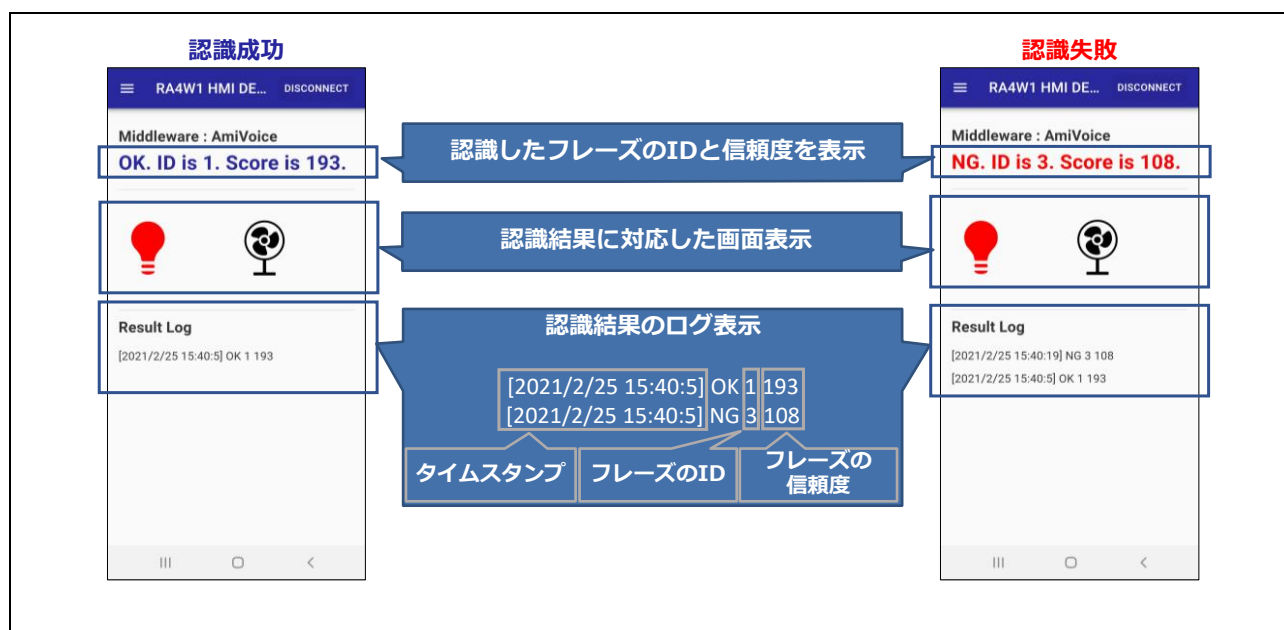 認識成功
RA4W1 HMI DE... DISCONNECT
Middleware : AmiVoice
OK. ID is 1. Score is 193.
Result Log
[2021/2/25 15:40:5] OK 1 193
認識したフレーズのIDと信頼度を表示
認識結果に対応した画面表示
認識結果のログ表示
[2021/2/25 15:40:5] OK 1 193
[2021/2/25 15:40:5] NG 3 108
タイムスタンプ
フレーズのID
フレーズの
信頼度
認識失敗
RA4W1 HMI DE... DISCONNECT
Middleware : AmiVoice
NG. ID is 3. Score is 108.
Result Log
[2021/2/25 15:40:19] NG 3 108
[2021/2/25 15:40:5] OK 1 193